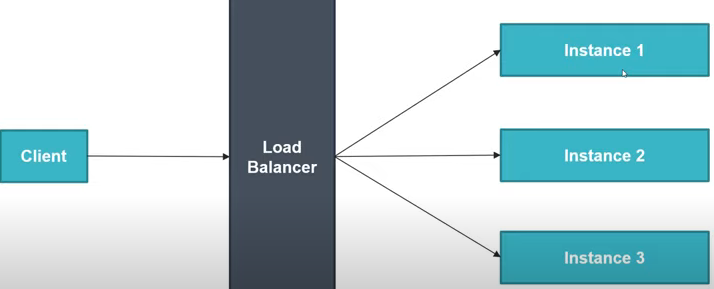 Client
Load
Balancer
Instance 1
Instance 2
Instance 3